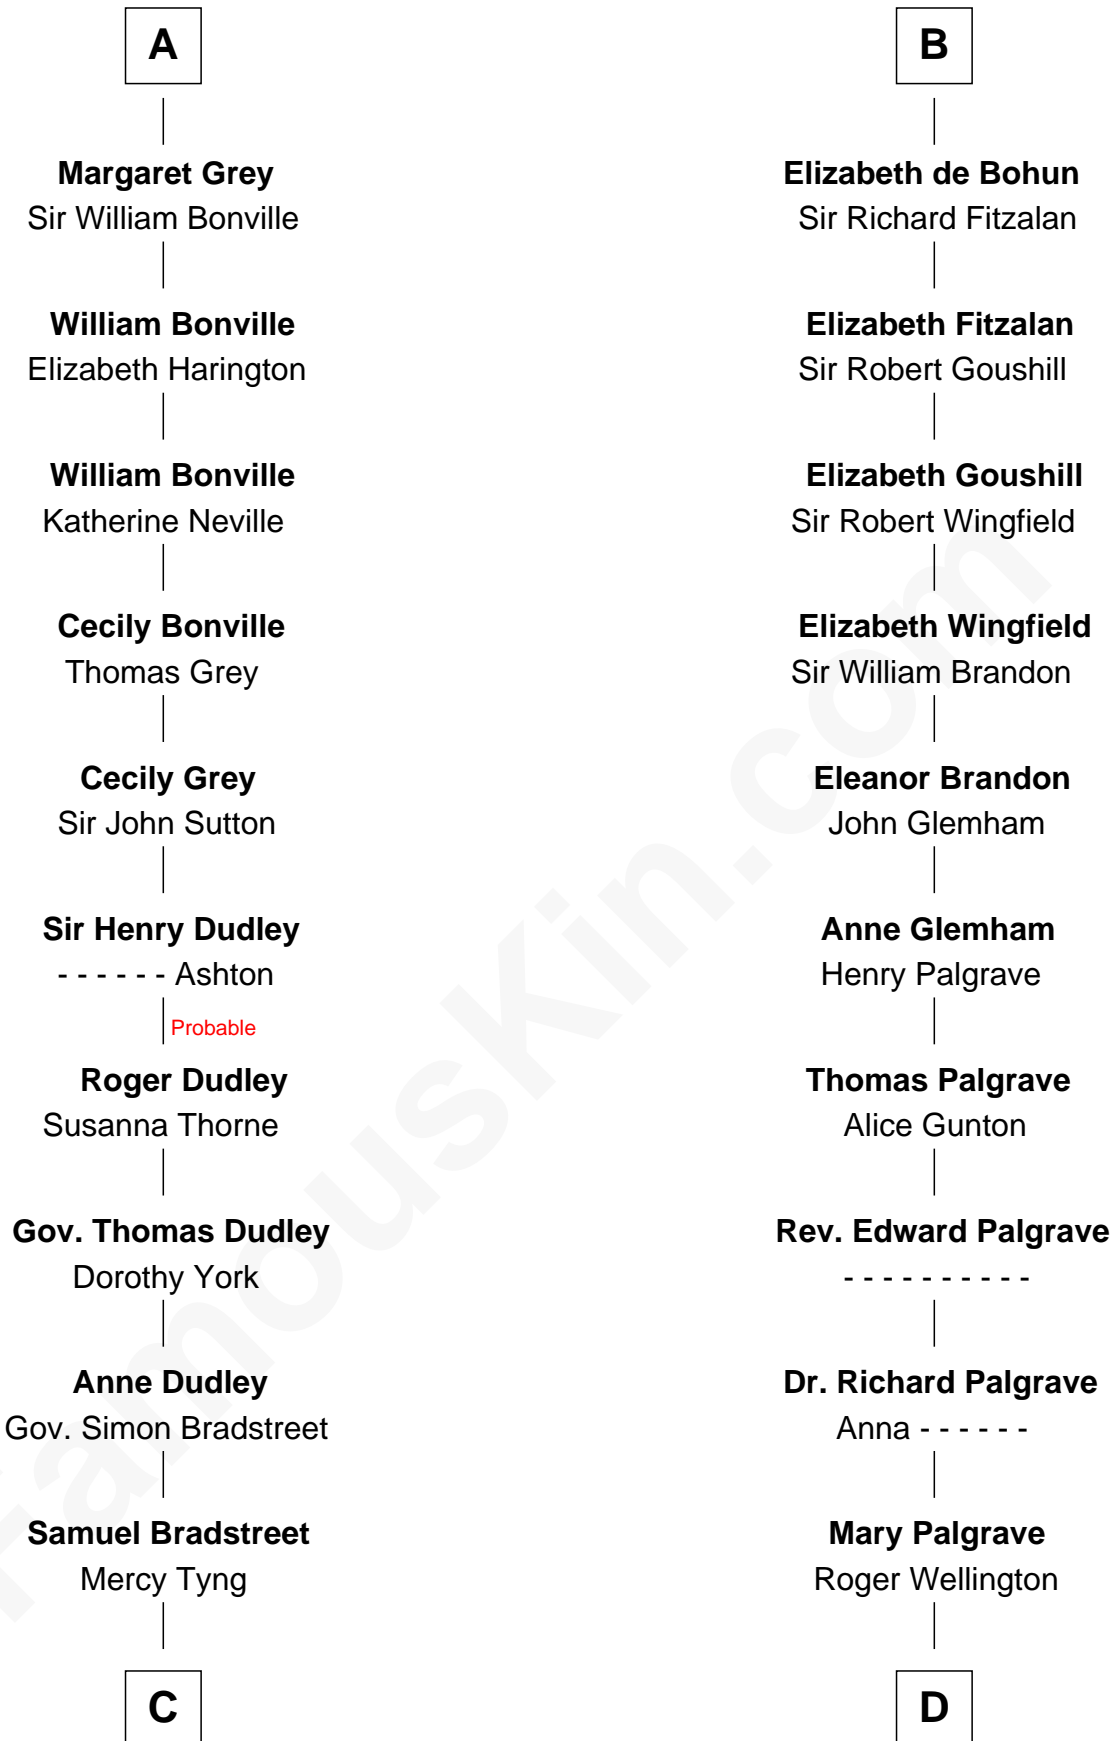 A
Margaret Grey
Sir William Bonville
William Bonville
Elizabeth Harington
William Bonville
Katherine Neville
Cecily Bonville
Thomas Grey
Cecily Grey
Sir John Sutton
Sir Henry Dudley
- - - - - - Ashton
Probable
Roger Dudley
Susanna Thorne
Gov. Thomas Dudley
Dorothy York
Anne Dudley
Gov. Simon Bradstreet
Samuel Bradstreet
Mercy Tyng
C
B
Elizabeth de Bohun
Sir Richard Fitzalan
Elizabeth Fitzalan
Sir Robert Goushill
Elizabeth Goushill
Sir Robert Wingfield
Elizabeth Wingfield
Sir William Brandon
Eleanor Brandon
John Glemham
Anne Glemham
Henry Palgrave
Thomas Palgrave
Alice Gunton
Rev. Edward Palgrave
- - - - - - - - - -
Dr. Richard Palgrave
Anna - - - - - -
Mary Palgrave
Roger Wellington
D
FamousKin.com